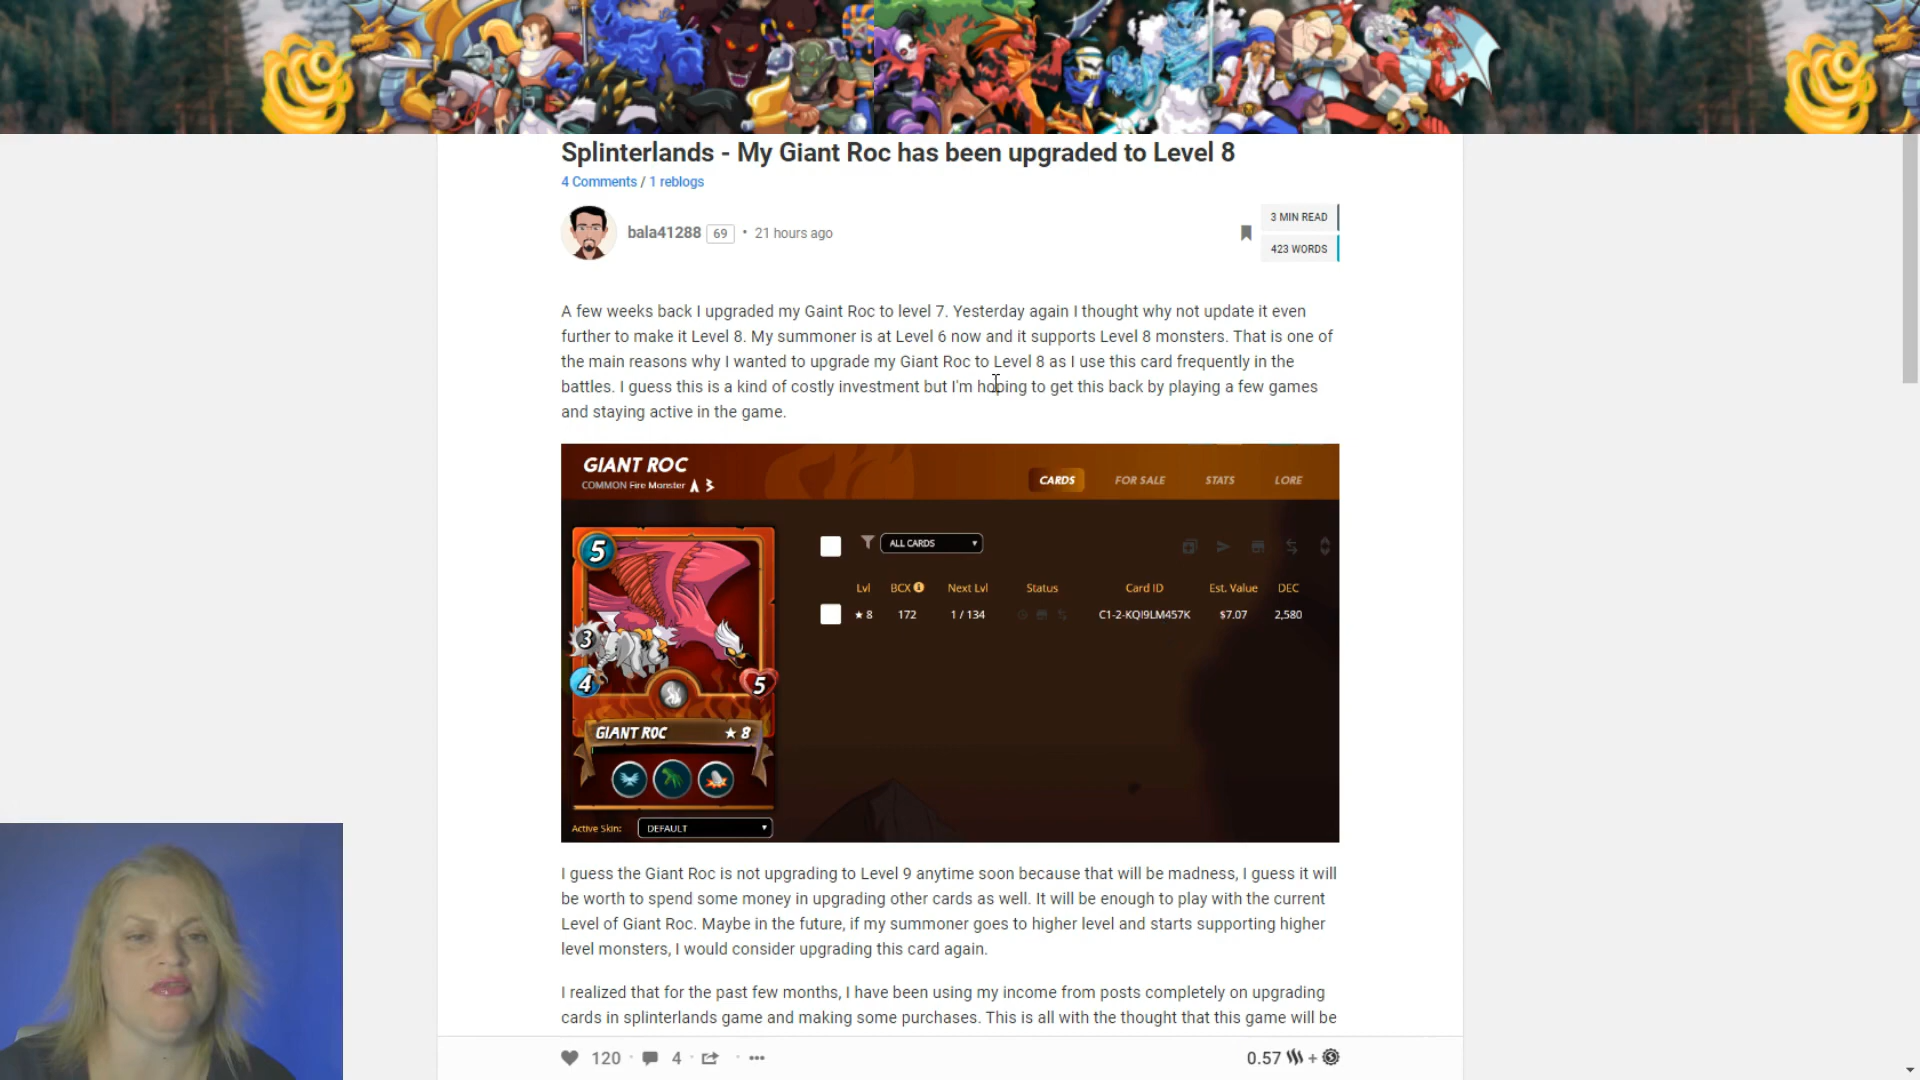 Splinterlands - My Giant Roc has been upgraded to Level 8
4 Comments / 1 reblogs
bala41288 69 • 21 hours ago
3 MIN READ
423 WORDS
A few weeks back I upgraded my Gaint Roc to level 7. Yesterday again I thought why not update it even
further to make it Level 8. My summoner is at Level 6 now and it supports Level 8 monsters. That is one of
the main reasons why I wanted to upgrade my Giant Roc to Level 8 as I use this card frequently in the
battles. I guess this is a kind of costly investment but I'm hoping to get this back by playing a few games
and staying active in the game.
GIANT ROC
COMMON Fire Monster
CARDS FOR SALE STATS LORE
5
3
4
5
GIANT ROC ★ 8
Active Skin: DEFAULT
ALL CARDS
Lvl BCX Next Lvl Status Card ID Est. Value DEC
★ 8 172 1 / 134 C1-2-KQI9LM457K $7.07 2,580
I guess the Giant Roc is not upgrading to Level 9 anytime soon because that will be madness, I guess it will
be worth to spend some money in upgrading other cards as well. It will be enough to play with the current
Level of Giant Roc. Maybe in the future, if my summoner goes to higher level and starts supporting higher
level monsters, I would consider upgrading this card again.
I realized that for the past few months, I have been using my income from posts completely on upgrading
cards in splinterlands game and making some purchases. This is all with the thought that this game will be
120 • 4 • • •••
0.57 +